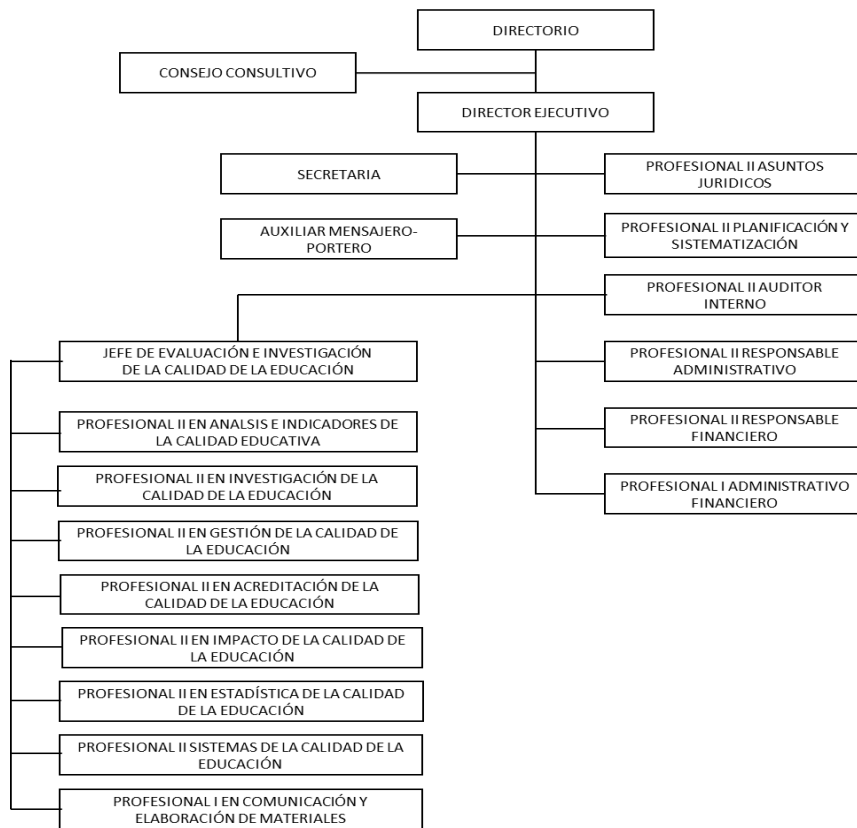 DIRECTORIO
CONSEJO CONSULTIVO
DIRECTOR EJECUTIVO
SECRETARIA
PROFESIONAL II ASUNTOS
JURIDICOS
AUXILIAR MENSAJERO-
PORTERO
PROFESIONAL II PLANIFICACIÓN Y
SISTEMATIZACIÓN
PROFESIONAL II AUDITOR
INTERNO
JEFE DE EVALUACIÓN E INVESTIGACIÓN
DE LA CALIDAD DE LA EDUCACIÓN
PROFESIONAL II RESPONSABLE
ADMINISTRATIVO
PROFESIONAL II EN ANALSIS E INDICADORES DE
LA CALIDAD EDUCATIVA
PROFESIONAL II RESPONSABLE
FINANCIERO
PROFESIONAL II EN INVESTIGACIÓN DE LA
CALIDAD DE LA EDUCACIÓN
PROFESIONAL I ADMINISTRATIVO
FINANCIERO
PROFESIONAL II EN GESTIÓN DE LA CALIDAD DE
LA EDUCACIÓN
PROFESIONAL II EN ACREDITACIÓN DE LA
CALIDAD DE LA EDUCACIÓN
PROFESIONAL II EN IMPACTO DE LA CALIDAD DE
LA EDUCACIÓN
PROFESIONAL II EN ESTADÍSTICA DE LA CALIDAD
DE LA EDUCACIÓN
PROFESIONAL II SISTEMAS DE LA CALIDAD DE LA
EDUCACIÓN
PROFESIONAL I EN COMUNICACIÓN Y
ELABORACIÓN DE MATERIALES